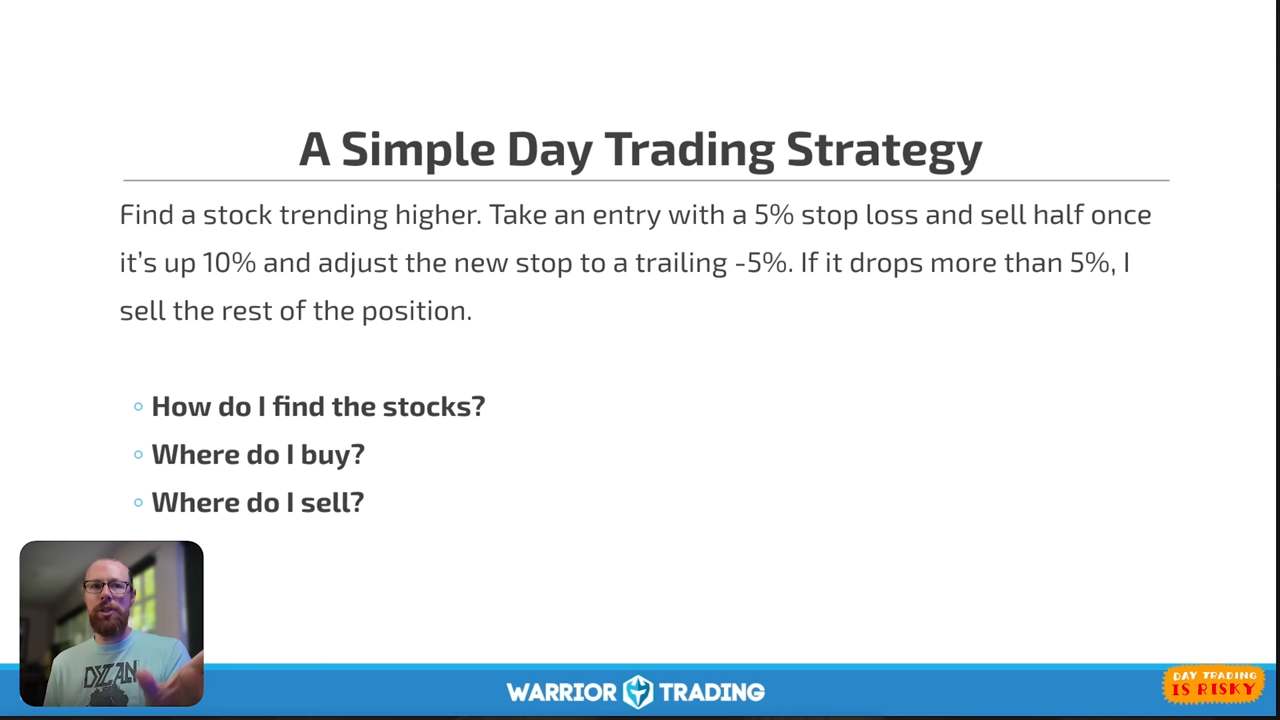 A Simple Day Trading Strategy
Find a stock trending higher. Take an entry with a 5% stop loss and sell half once
it’s up 10% and adjust the new stop to a trailing -5%. If it drops more than 5%, I
sell the rest of the position.
How do I find the stocks?
Where do I buy?
Where do I sell?
DYLAN
WARRIOR TRADING
DAY TRADING
IS RISKY